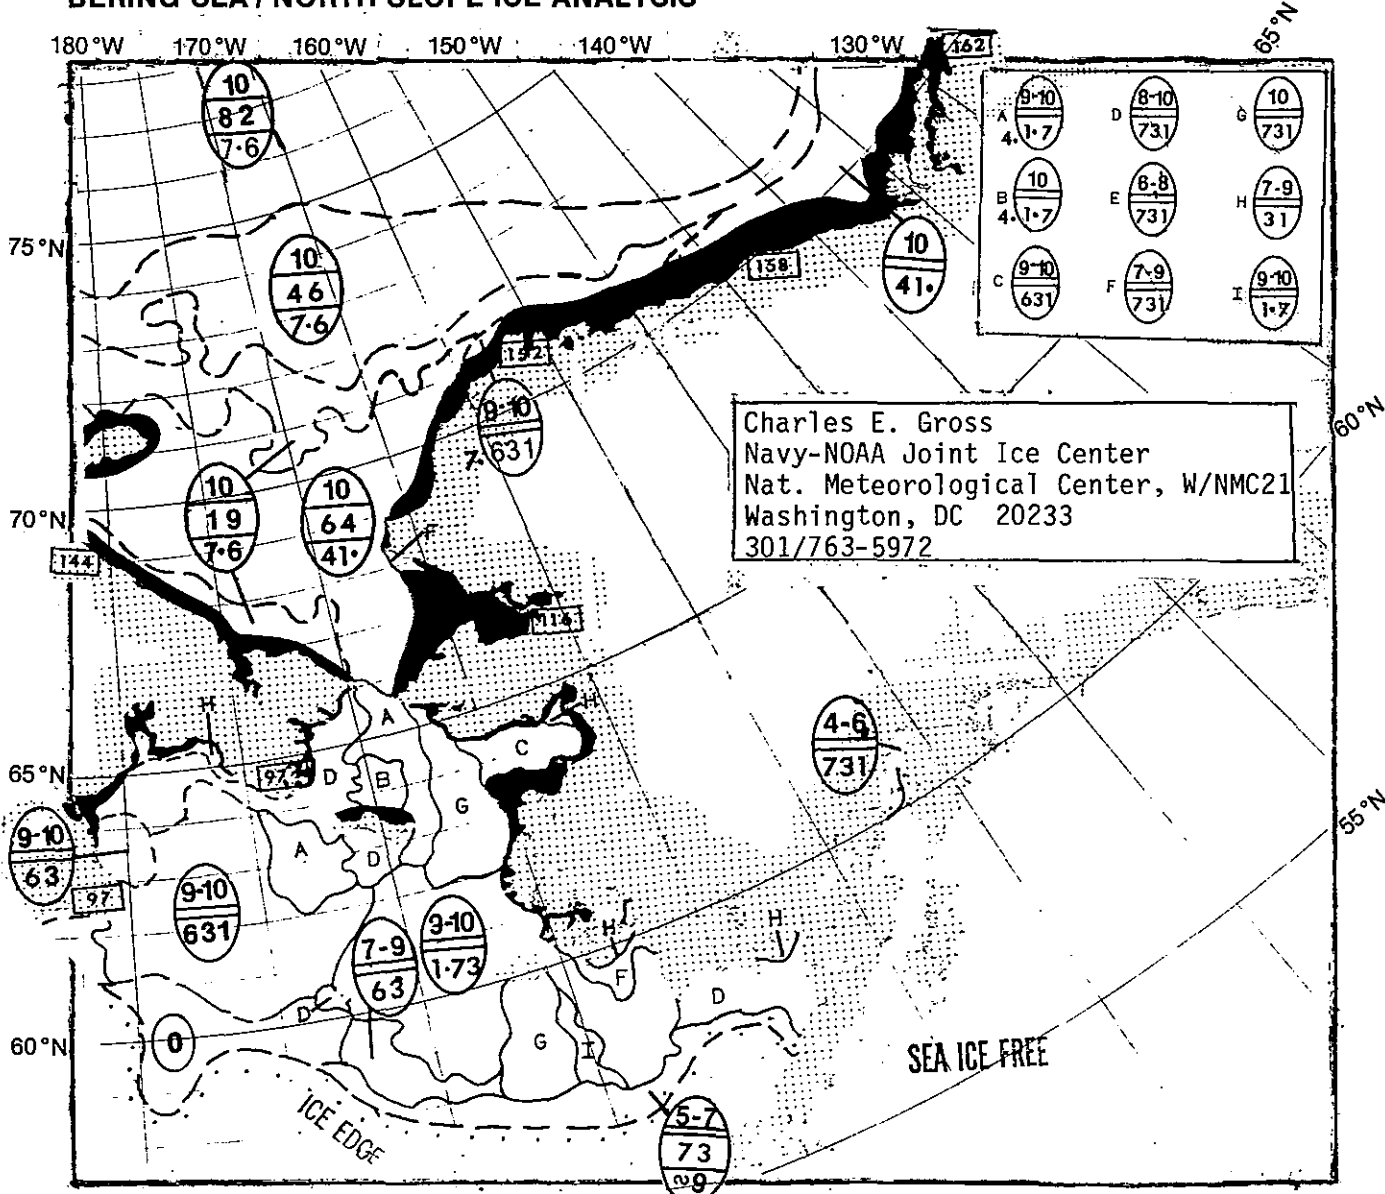 BERING SEA / NORTH SLOPE ICE ANALYSIS
180°W 170°W 160°W 150°W 140°W 130°W 162 65°N
10
82
7•6
A 9-10 4• 1•7
D 8-10 731
G 10 731
B 10 4• 1•7
E 731
H 7-9 31
C 9-10 631
F 7-9 731
I 9-10 1•7
75°N
10
46
7•6
158
10
41•
152
9-10
7• 631
60°N
Charles E. Gross
Navy-NOAA Joint Ice Center
Nat. Meteorological Center, W/NMC21
Washington, DC 20233
301/763-5972
10
19
7•6
10
64
41•
70°N
F
144
116
H
A
H
C
4-6
731
65°N
97
D
B
G
55°N
9-10
63
A
D
97
9-10
631
7-9
63
9-10
1•73
H
H
F
D
D
60°N
0
G
I
SEA ICE FREE
ICE EDGE
5-7
73